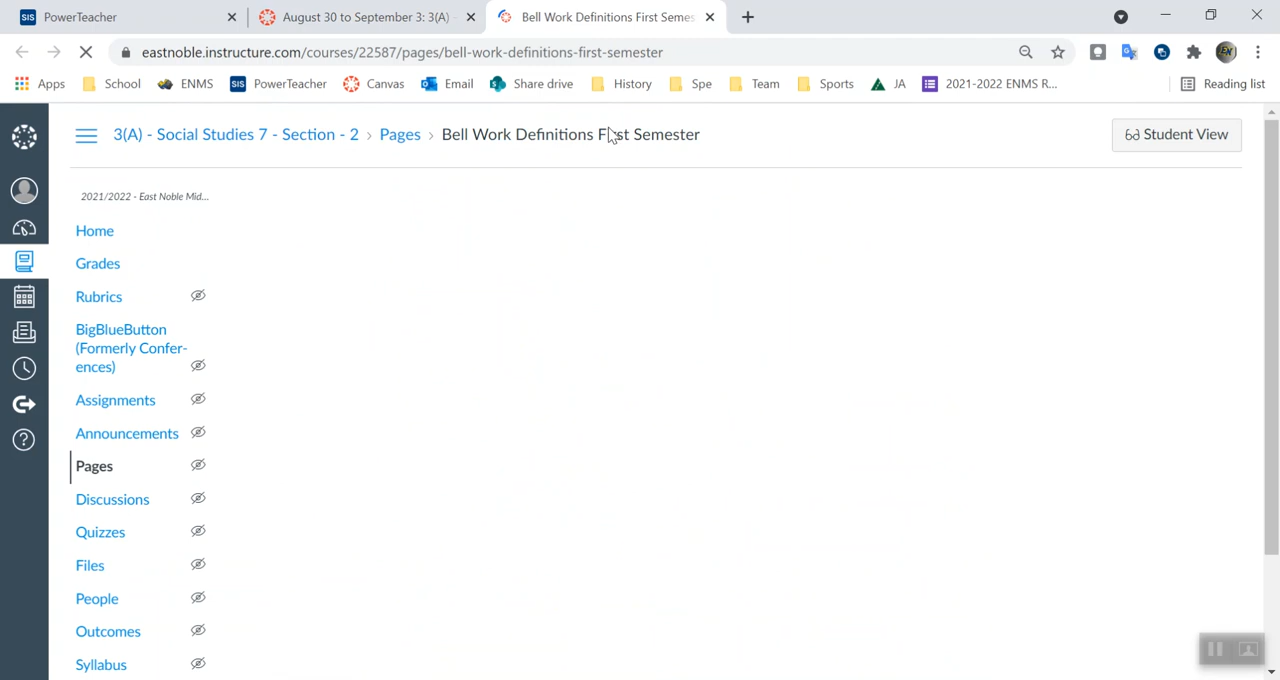 SIS PowerTeacher
August 30 to September 3: 3(A) -
Bell Work Definitions First Semes
eastnoble.instructure.com/courses/22587/pages/bell-work-definitions-first-semester
Apps School ENMS SIS PowerTeacher Canvas Email Share drive History Spe Team Sports JA 2021-2022 ENMS R... Reading list
3(A) - Social Studies 7 - Section - 2 › Pages › Bell Work Definitions First Semester
Student View
2021/2022 - East Noble Mid...
Home
Grades
Rubrics
BigBlueButton
(Formerly Confer-
ences)
Assignments
Announcements
Pages
Discussions
Quizzes
Files
People
Outcomes
Syllabus